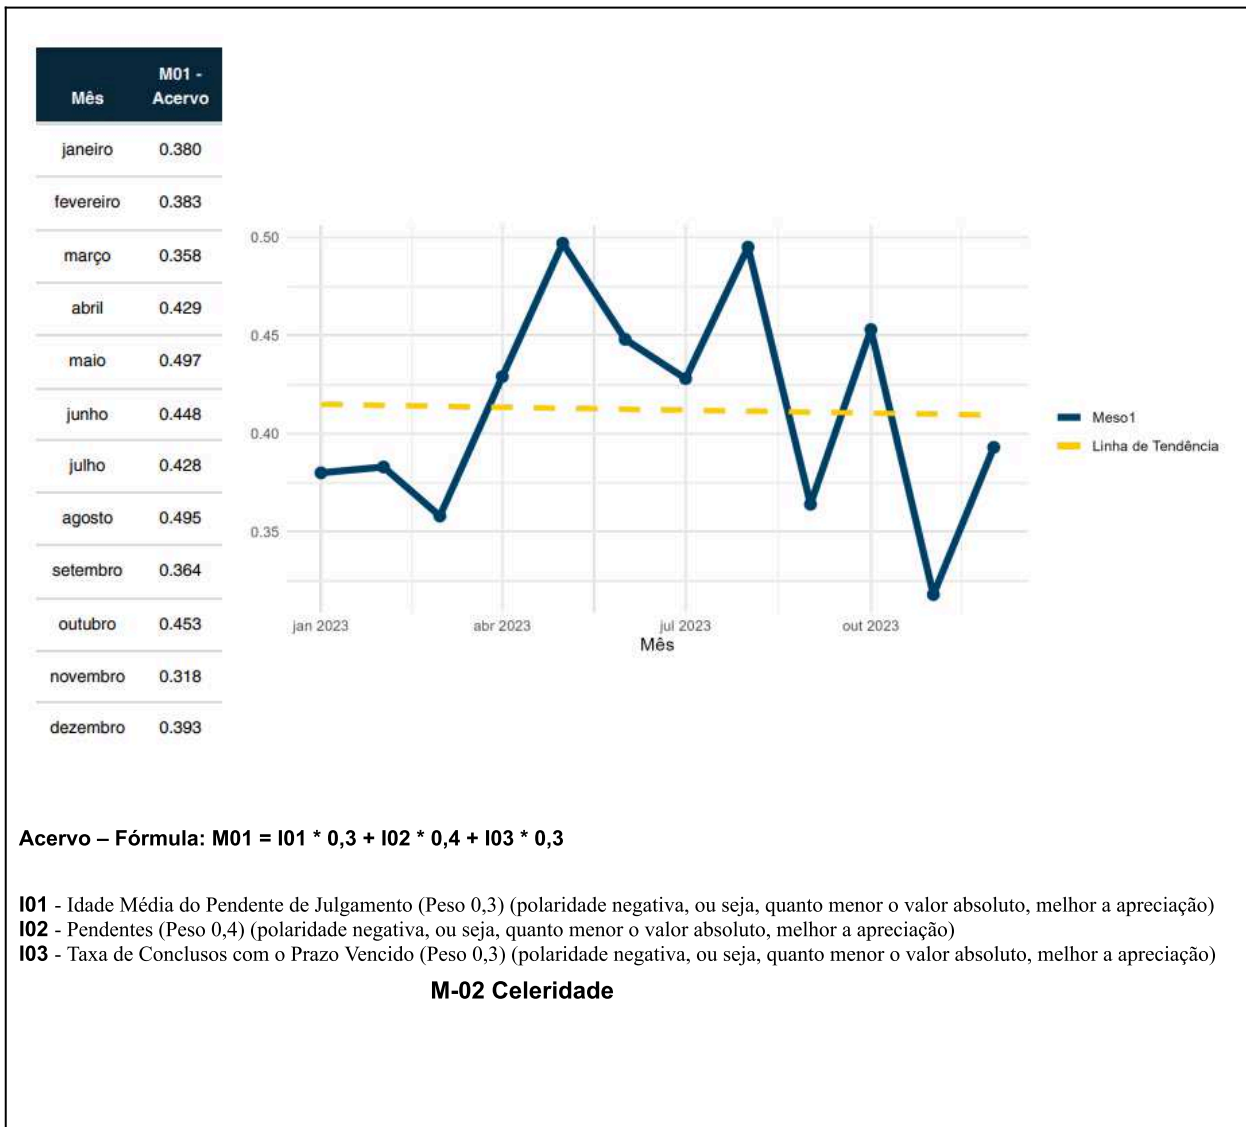 Mês M01 - Acervo
janeiro 0.380
fevereiro 0.383
março 0.358
abril 0.429
maio 0.497
junho 0.448
julho 0.428
agosto 0.495
setembro 0.364
outubro 0.453
novembro 0.318
dezembro 0.393
0.50
0.45
0.40
0.35
jan 2023 abr 2023 jul 2023 out 2023
Mês
Meso1
Linha de Tendência
Acervo – Fórmula: M01 = I01 * 0,3 + I02 * 0,4 + I03 * 0,3
I01 - Idade Média do Pendente de Julgamento (Peso 0,3) (polaridade negativa, ou seja, quanto menor o valor absoluto, melhor a apreciação)
I02 - Pendentes (Peso 0,4) (polaridade negativa, ou seja, quanto menor o valor absoluto, melhor a apreciação)
I03 - Taxa de Conclusos com o Prazo Vencido (Peso 0,3) (polaridade negativa, ou seja, quanto menor o valor absoluto, melhor a apreciação)
M-02 Celeridade